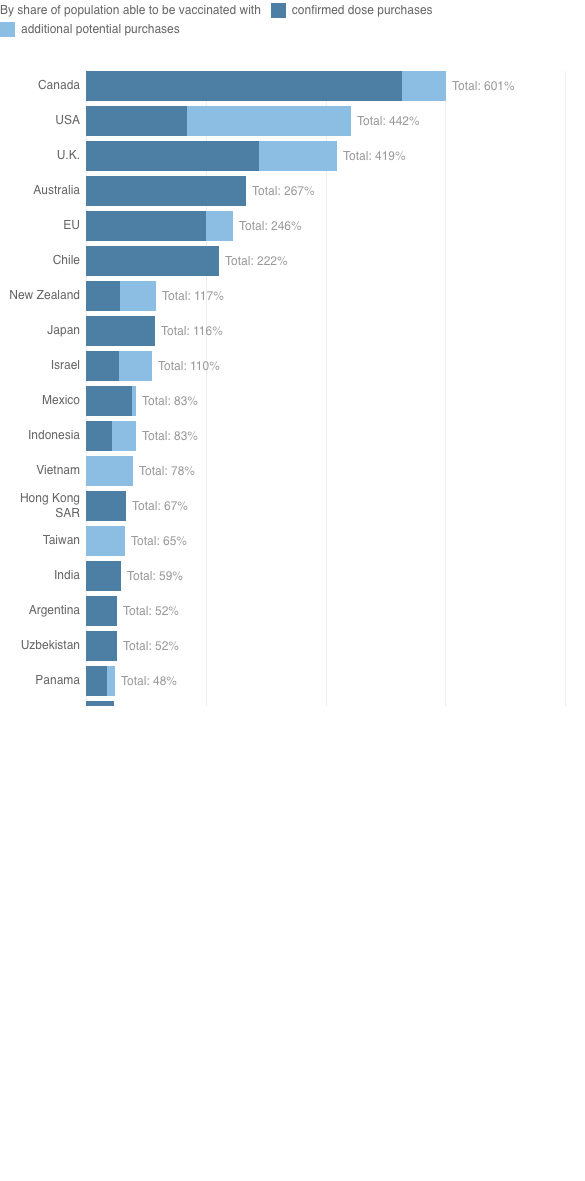 By share of population able to be vaccinated with confirmed dose purchases
additional potential purchases
Canada Total: 601%
USA Total: 442%
U.K. Total: 419%
Australia Total: 267%
EU Total: 246%
Chile Total: 222%
New Zealand Total: 117%
Japan Total: 116%
Israel Total: 110%
Mexico Total: 83%
Indonesia Total: 83%
Vietnam Total: 78%
Hong Kong
SAR Total: 67%
Taiwan Total: 65%
India Total: 59%
Argentina Total: 52%
Uzbekistan Total: 52%
Panama Total: 48%